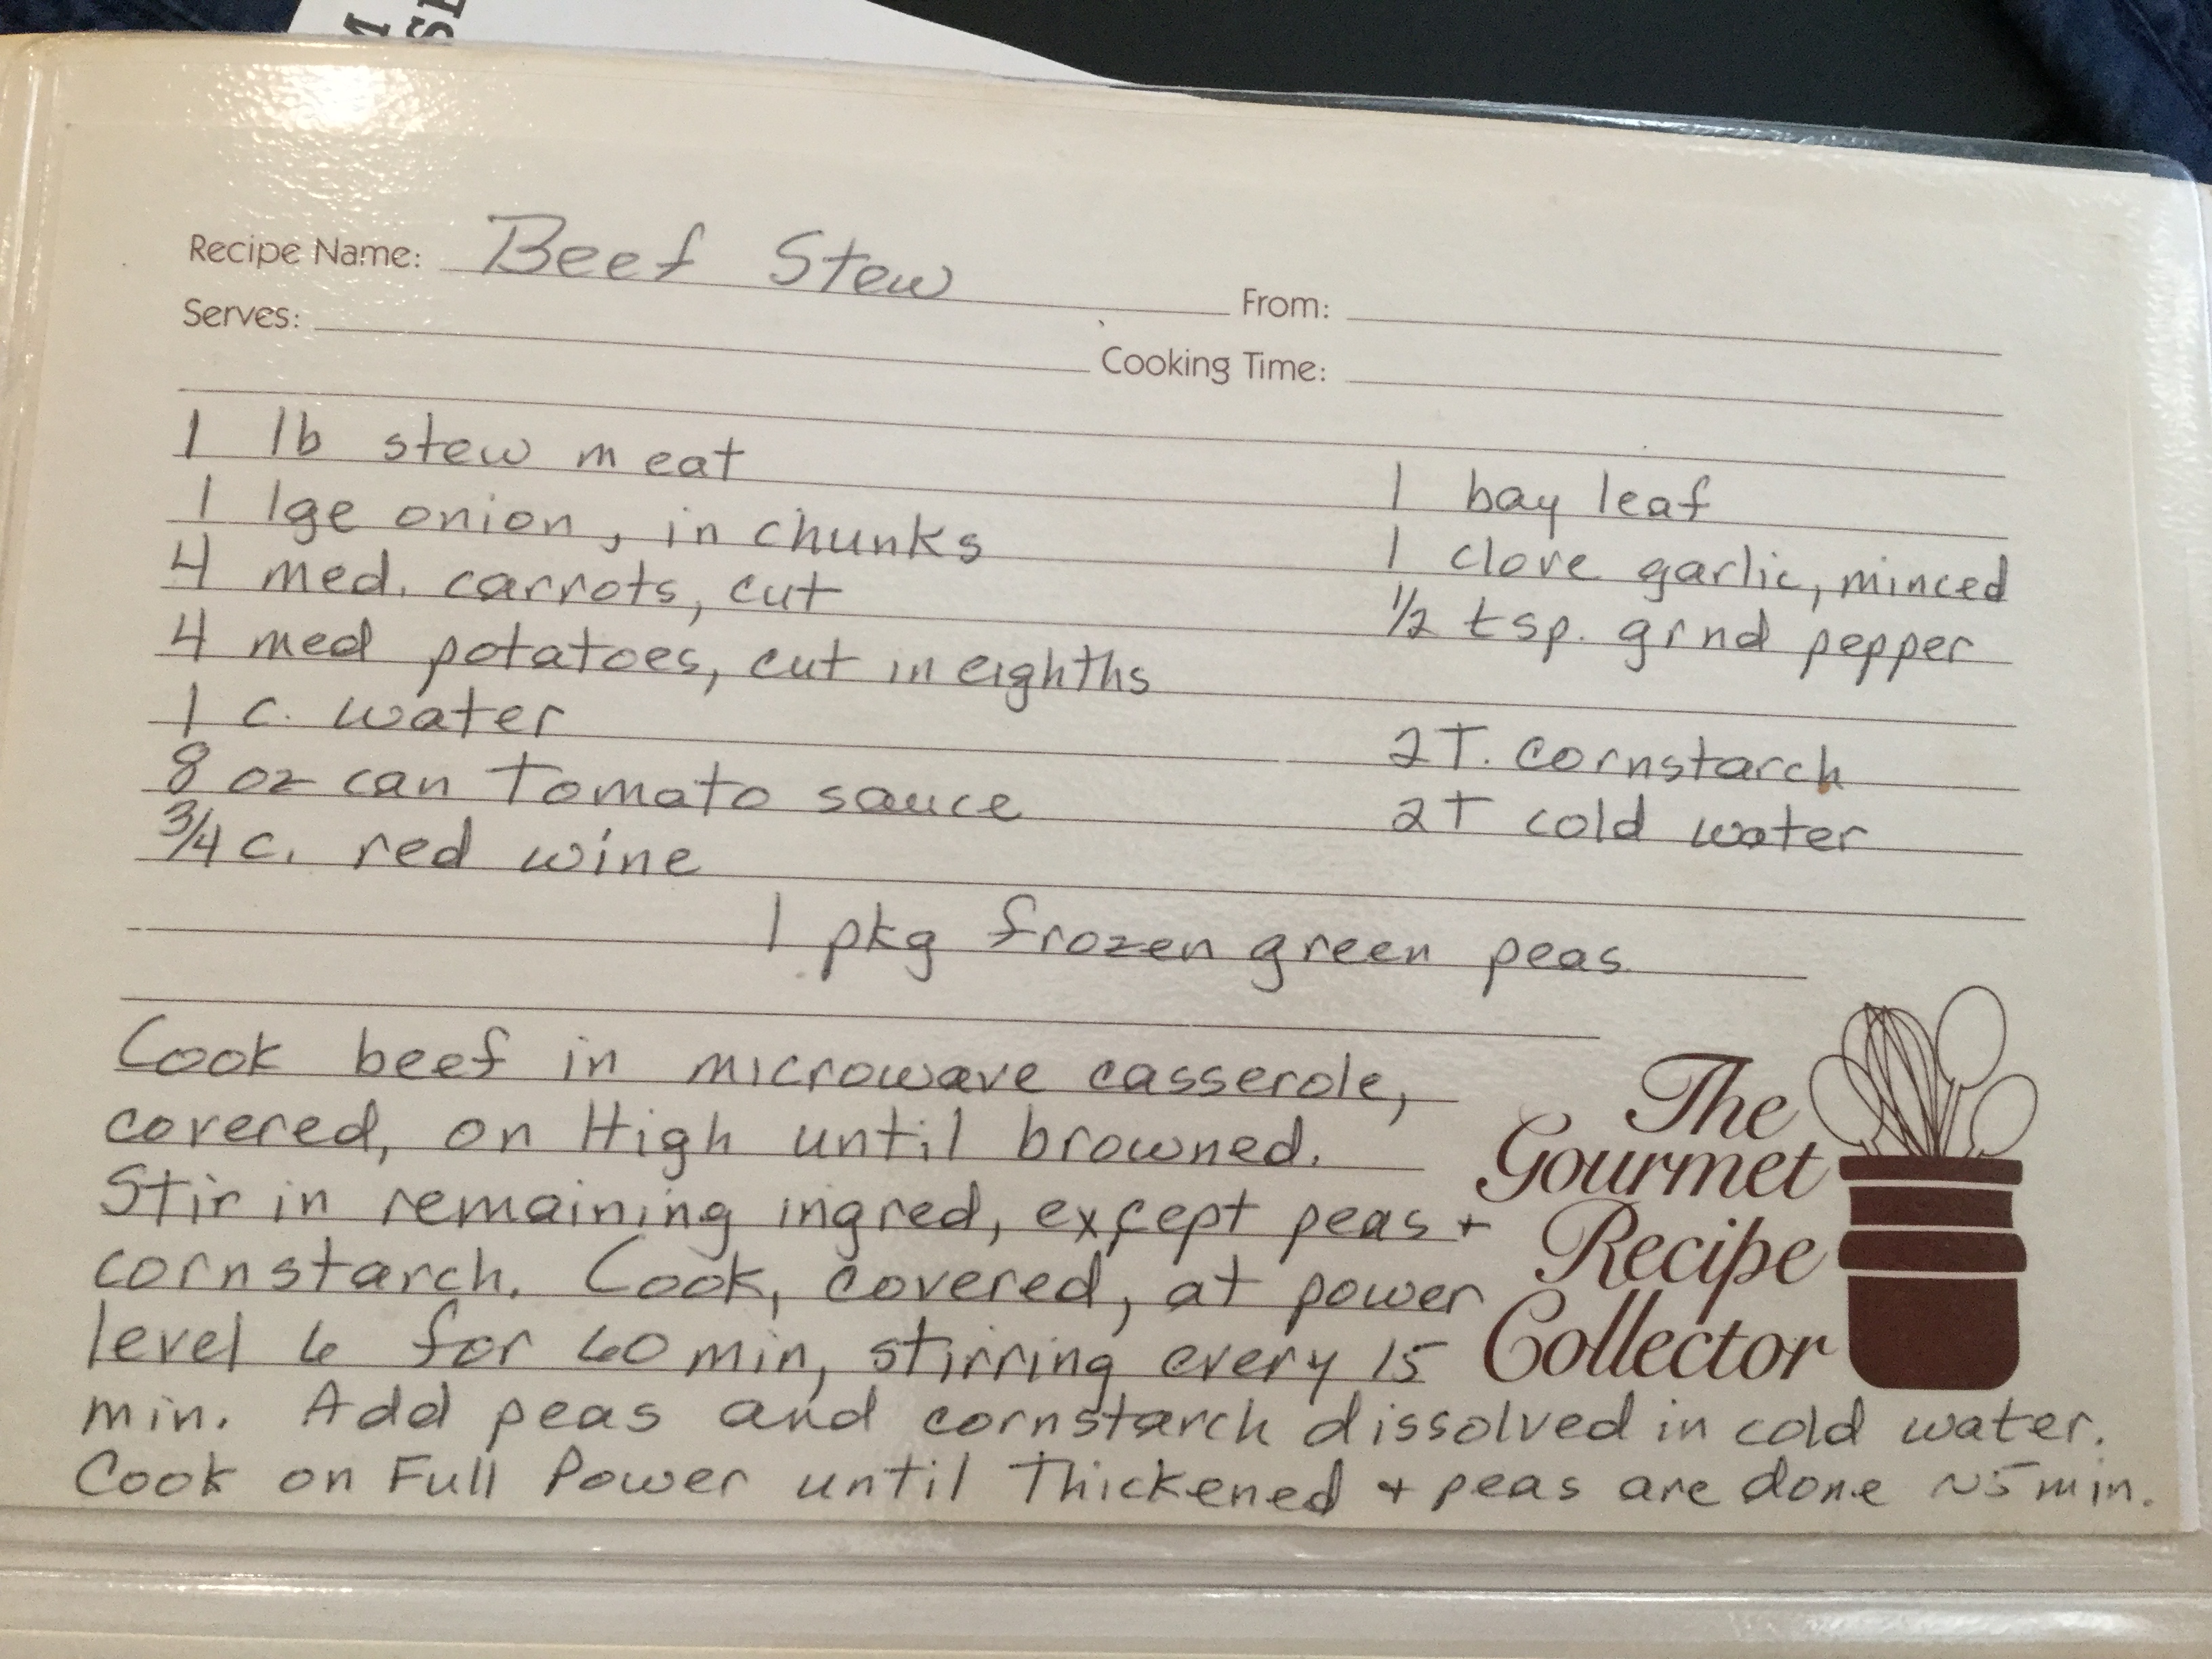 M
SE
Recipe Name: Beef Stew From:
Serves: Cooking Time:
1 lb stew meat
1 lge onion, in chunks
4 med. carrots, cut
4 med potatoes, cut in eighths
1 c. water
8 oz can Tomato sauce
3/4 c. red wine
1 bay leaf
1 clove garlic, minced
1/2 tsp. grnd pepper
2T. cornstarch
2T cold water
1 pkg frozen green peas
Cook beef in microwave casserole,
covered, on High until browned.
Stir in remaining ingred, except peas +
cornstarch. Cook, covered, at power
level 6 for 60 min, stirring every 15
min. Add peas and cornstarch dissolved in cold water.
Cook on Full Power until Thickened + peas are done ~5 min.
The
Gourmet
Recipe
Collector